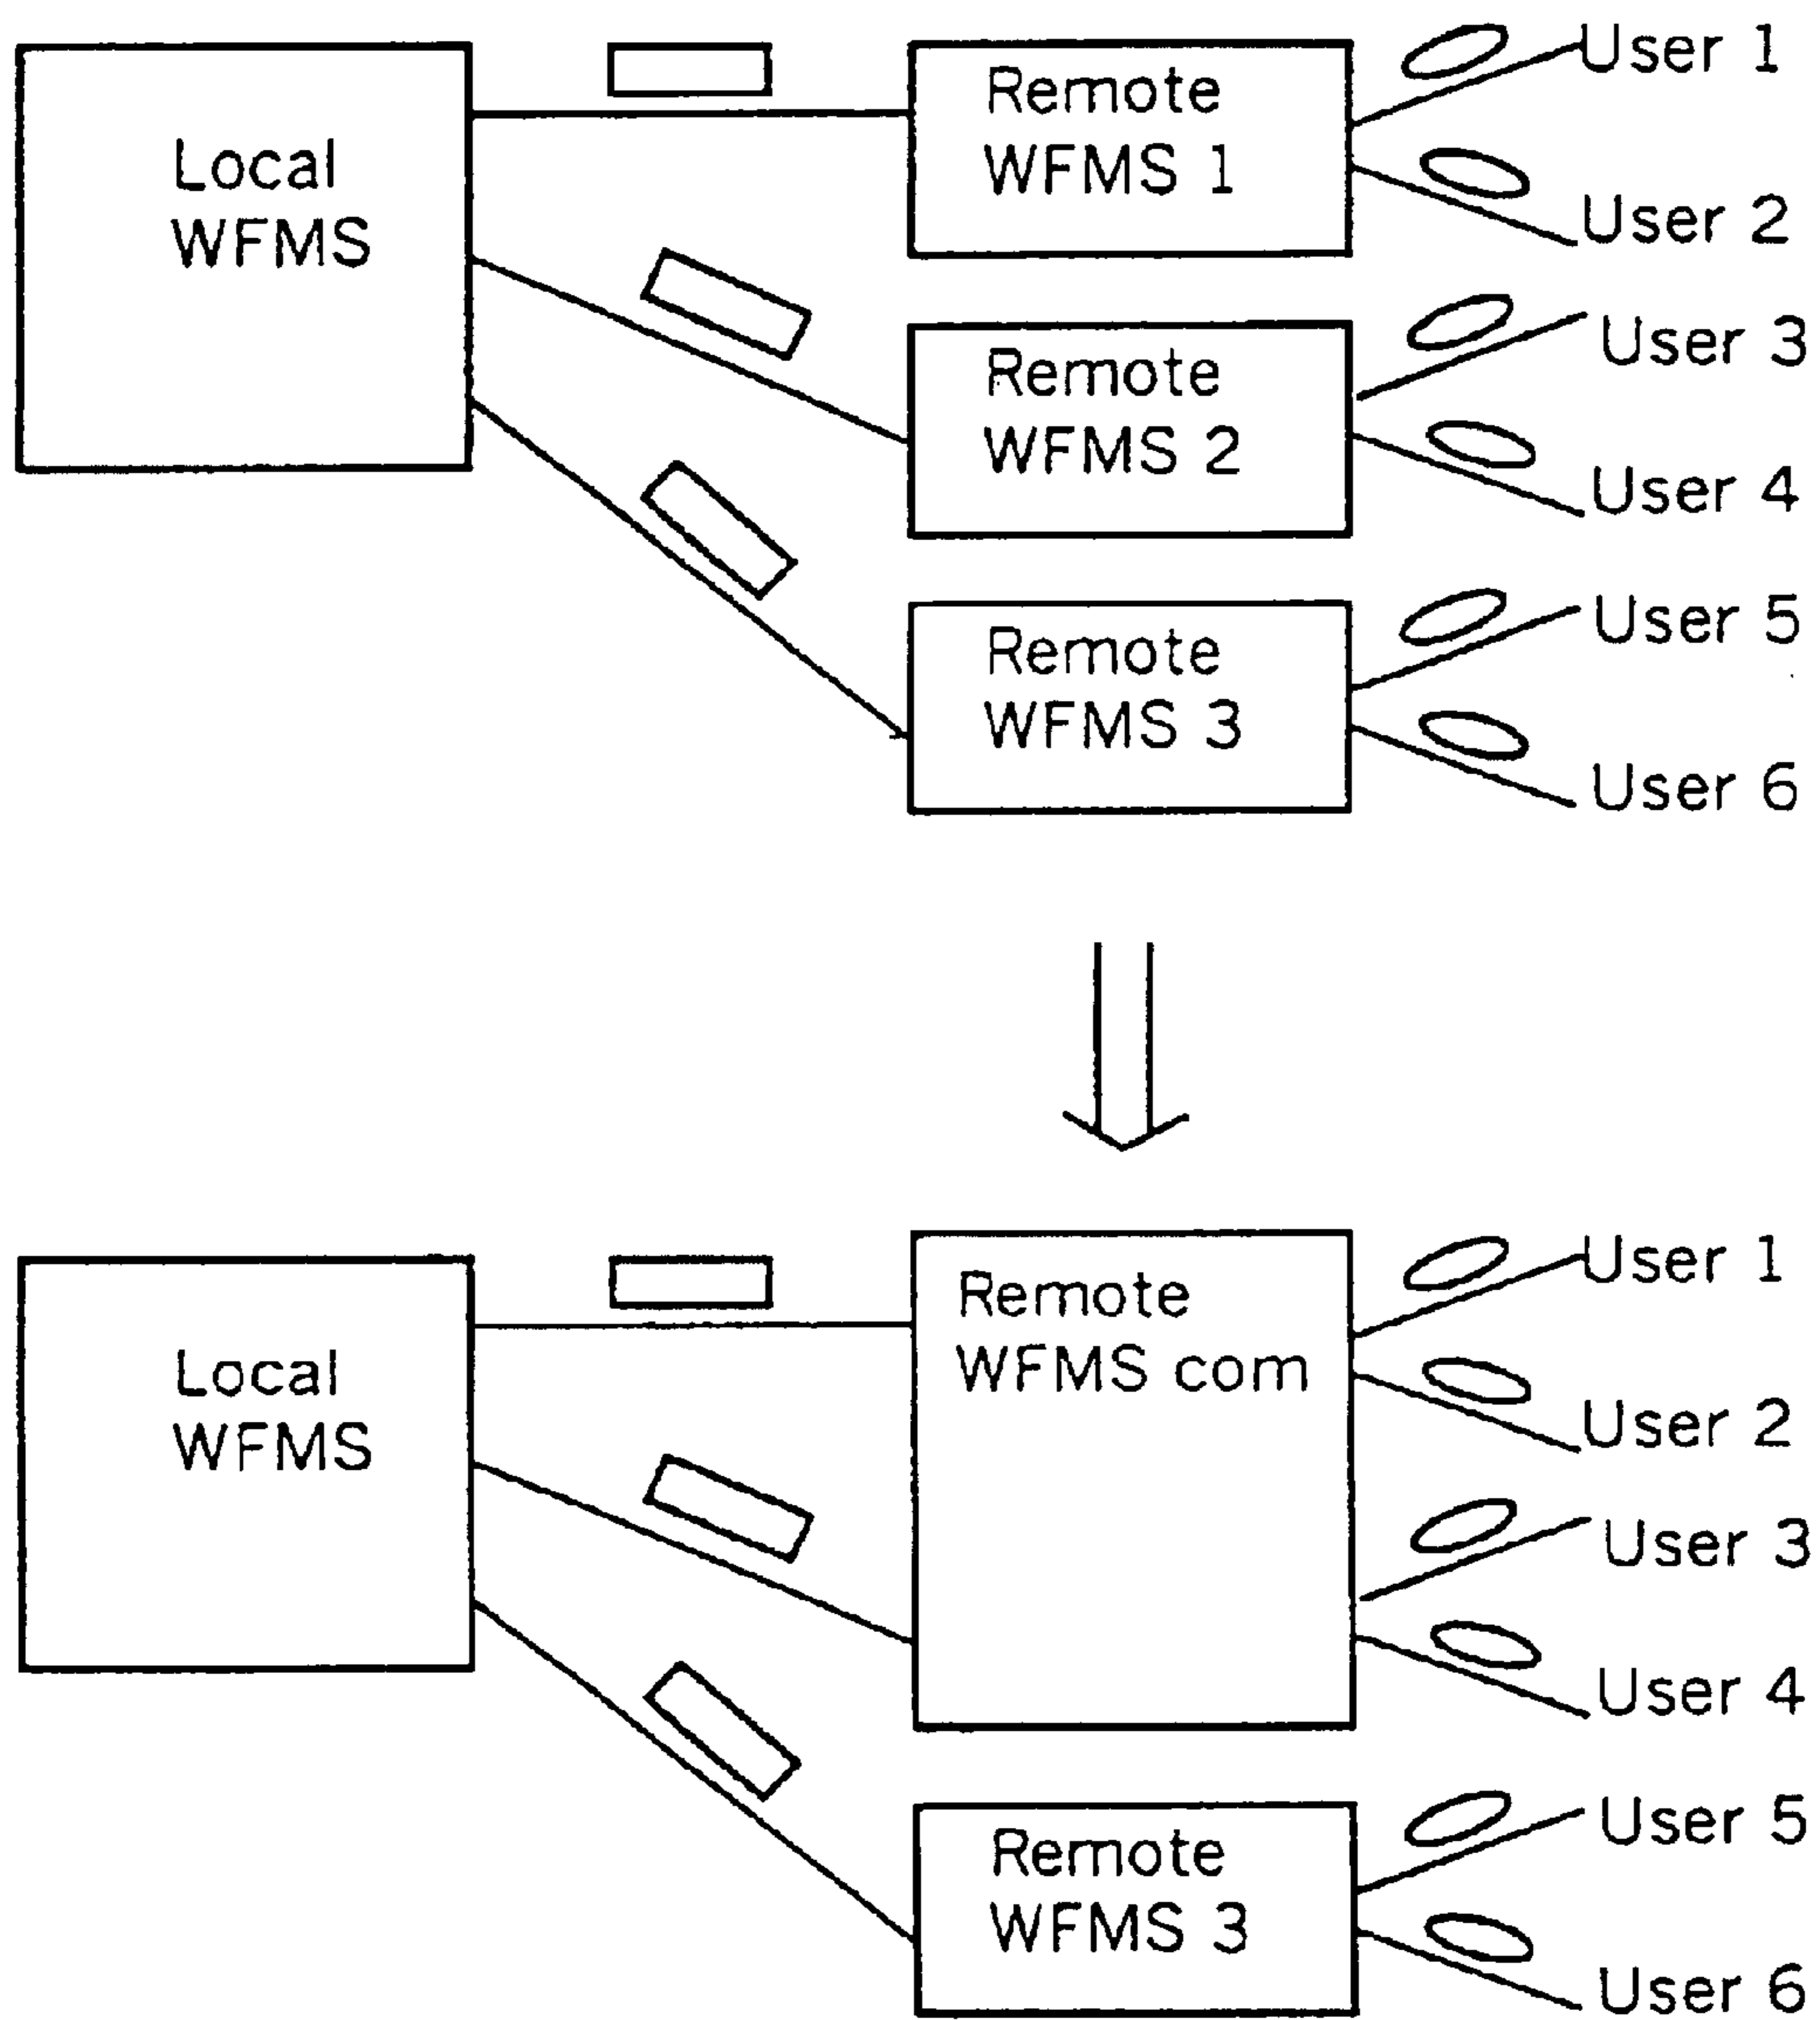 Local
WFMS
Remote
WFMS 1
User 1
User 2
Remote
WFMS 2
User 3
User 4
Remote
WFMS 3
User 5
User 6
Local
WFMS
Remote
WFMS com
User 1
User 2
User 3
User 4
Remote
WFMS 3
User 5
User 6